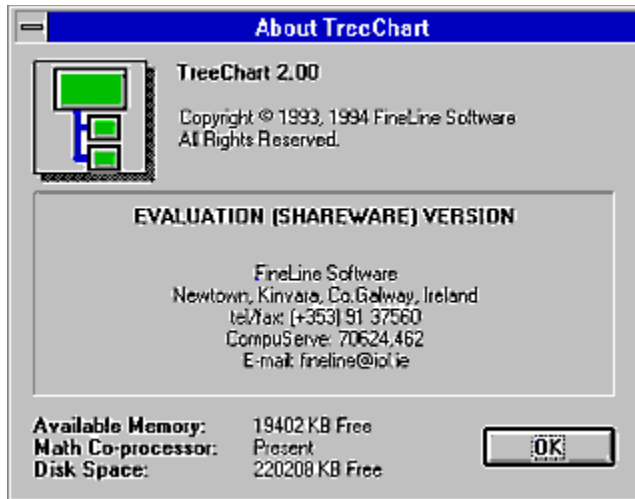 About TreeChart
TreeChart 2.00
Copyright © 1993, 1994 FineLine Software
All Rights Reserved.
EVALUATION (SHAREWARE) VERSION
FineLine Software
Newtown, Kinvara, Co.Galway, Ireland
tel/fax: (+353) 91 37560
CompuServe: 70624,462
E-mail: fineline@iol.ie
Available Memory: 19402 KB Free
Math Co-processor: Present
Disk Space: 220208 KB Free
OK